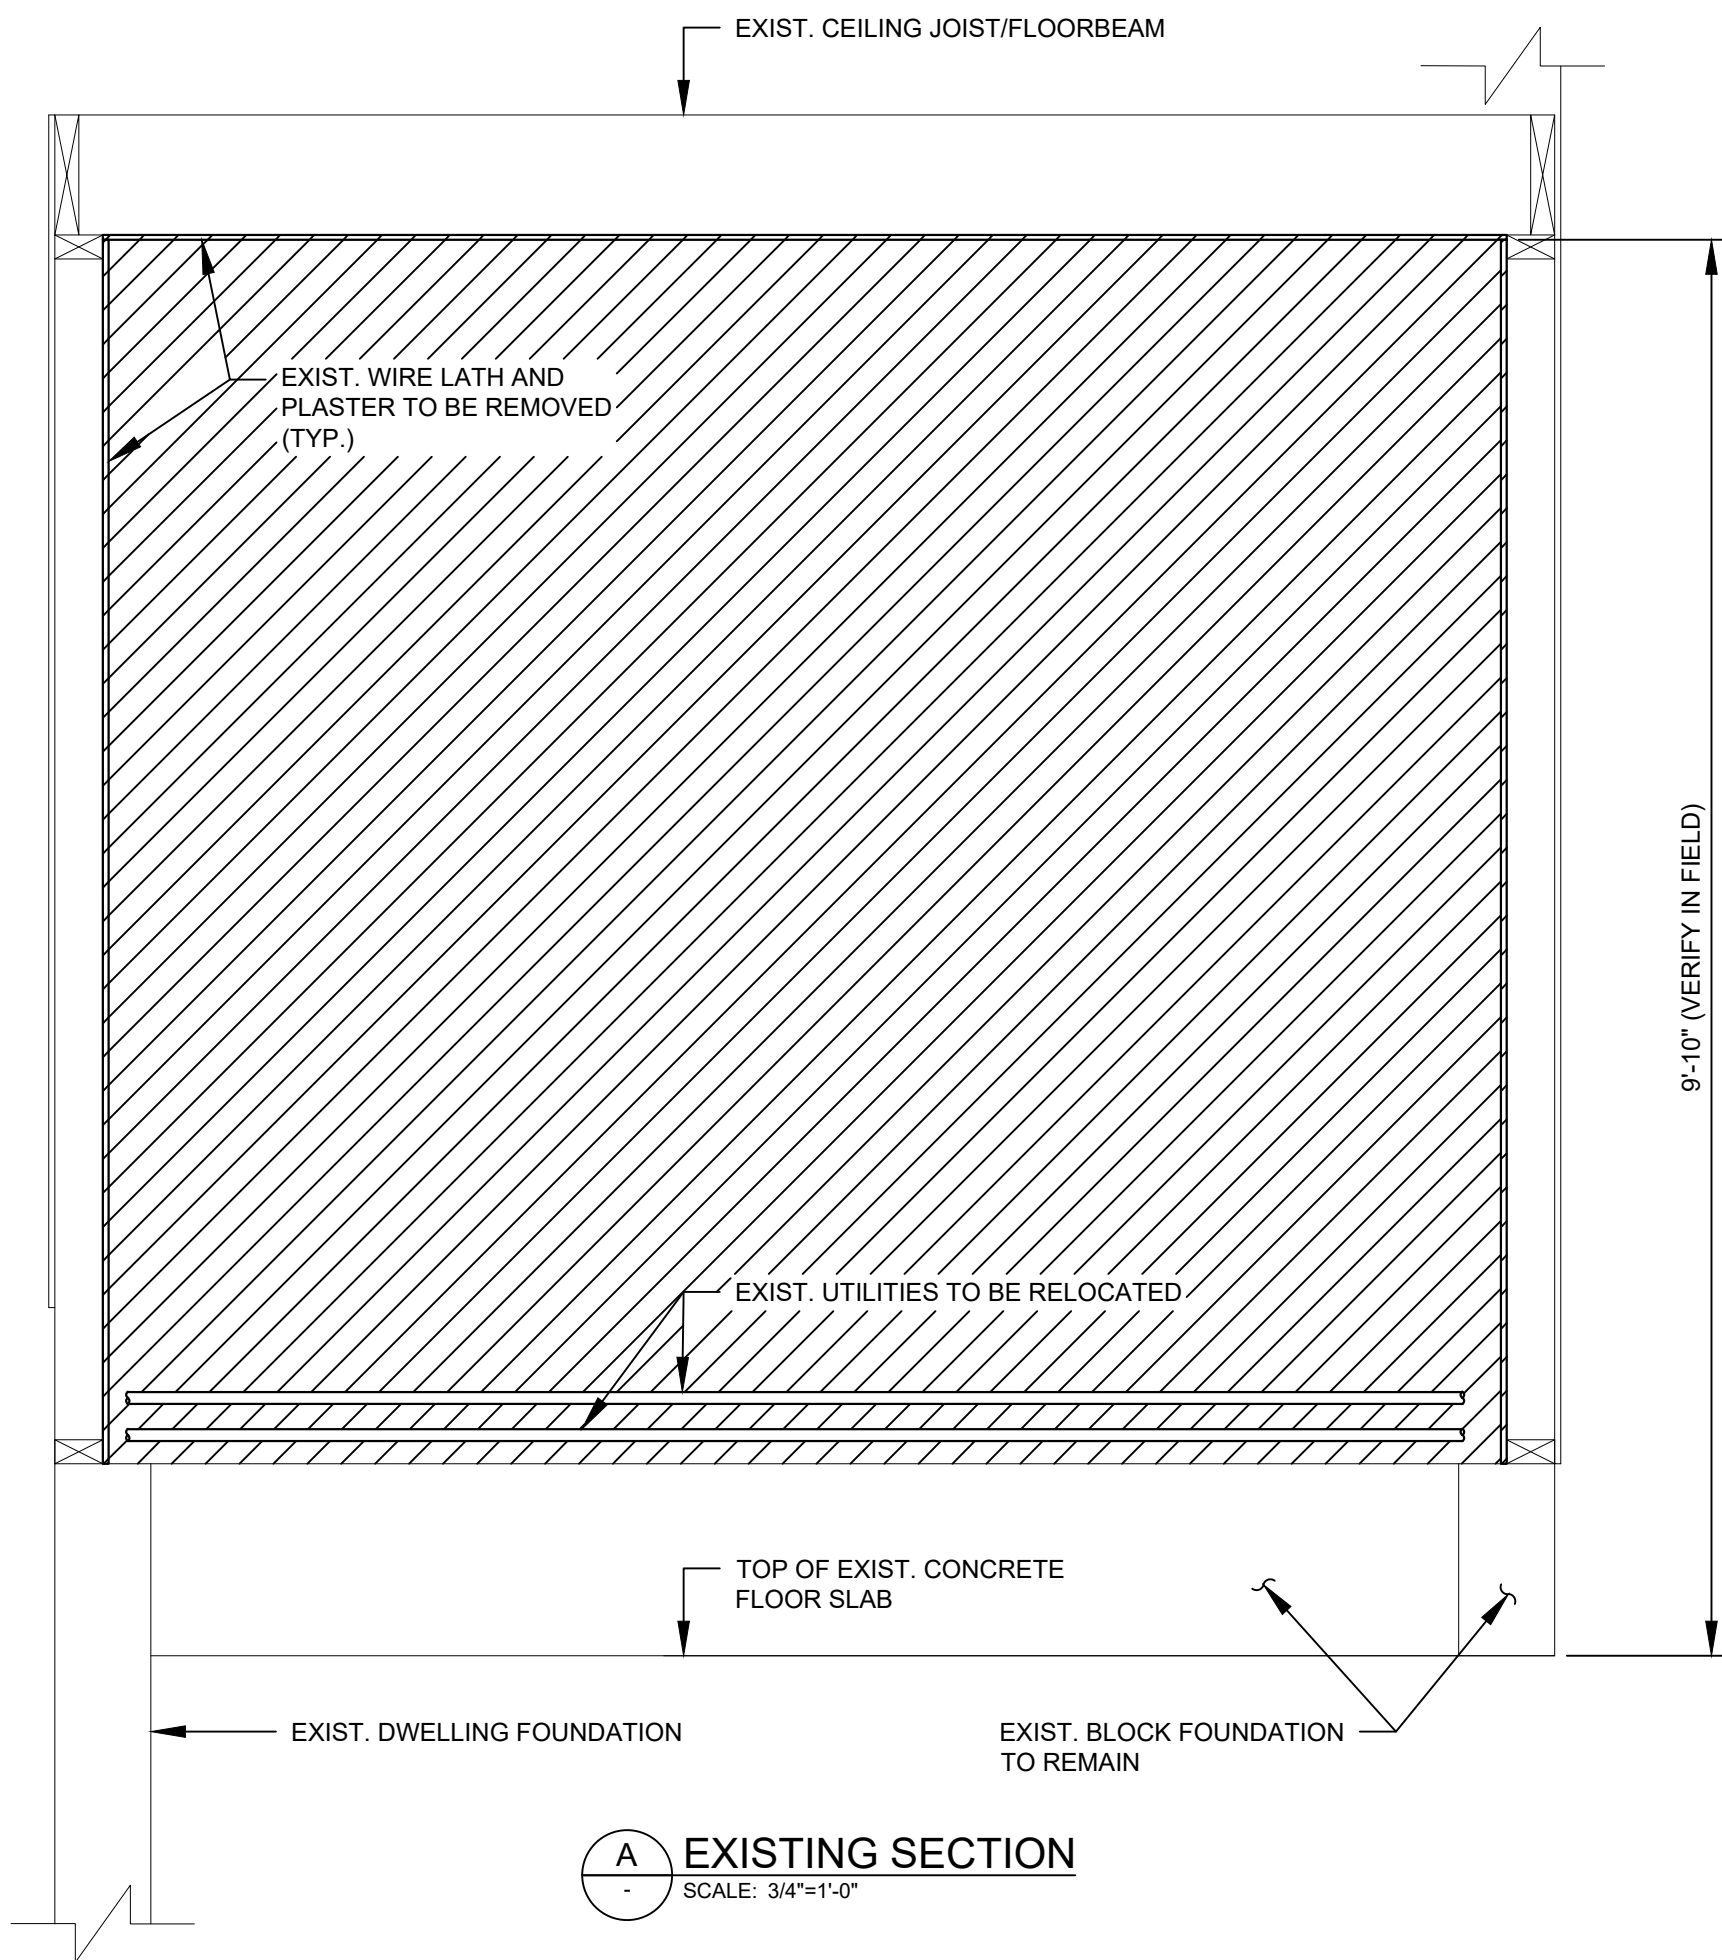 EXIST. CEILING JOIST/FLOORBEAM
EXIST. WIRE LATH AND
PLASTER TO BE REMOVED
(TYP.)
9'-10" (VERIFY IN FIELD)
EXIST. UTILITIES TO BE RELOCATED
TOP OF EXIST. CONCRETE
FLOOR SLAB
EXIST. DWELLING FOUNDATION
EXIST. BLOCK FOUNDATION
TO REMAIN
A
-
EXISTING SECTION
SCALE: 3/4"=1'-0"